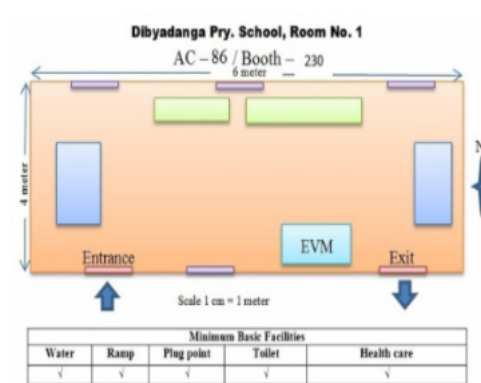 Dibyadanga Pry. School, Room No. 1
AC – 86 / Booth – 230
6 meter
4 meter
N
EVM
Entrance
Exit
Scale 1 cm = 1 meter
Minimum Basic Facilities
Water Ramp Plug point Toilet Health care
√ √ √ √ √